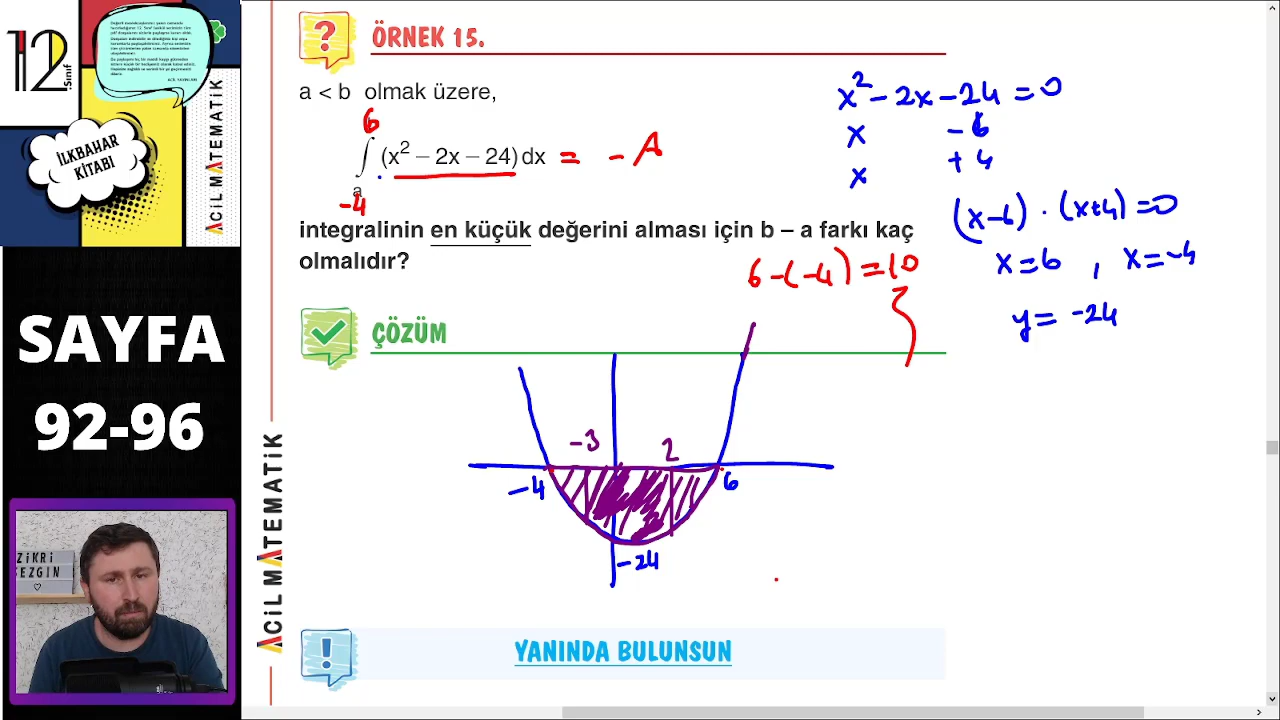 12
.Sınıf
İLKBAHAR
KİTABI
ACİL MATEMATİK
SAYFA
92-96
ZİKRİ
SEZGIN
ÖRNEK 15.
a < b olmak üzere,
6
∫ (x² – 2x – 24) dx = -A
a
-4
integralinin en küçük değerini alması için b – a farkı kaç
olmalıdır?
6-(-4)=10
x² - 2x - 24 = 0
x -6
x +4
(x-6) . (x+4) = 0
x=6 , x=-4
y= -24
ÇÖZÜM
-3 2
-4 6
-24
ACİL MATEMATİK
YANINDA BULUNSUN